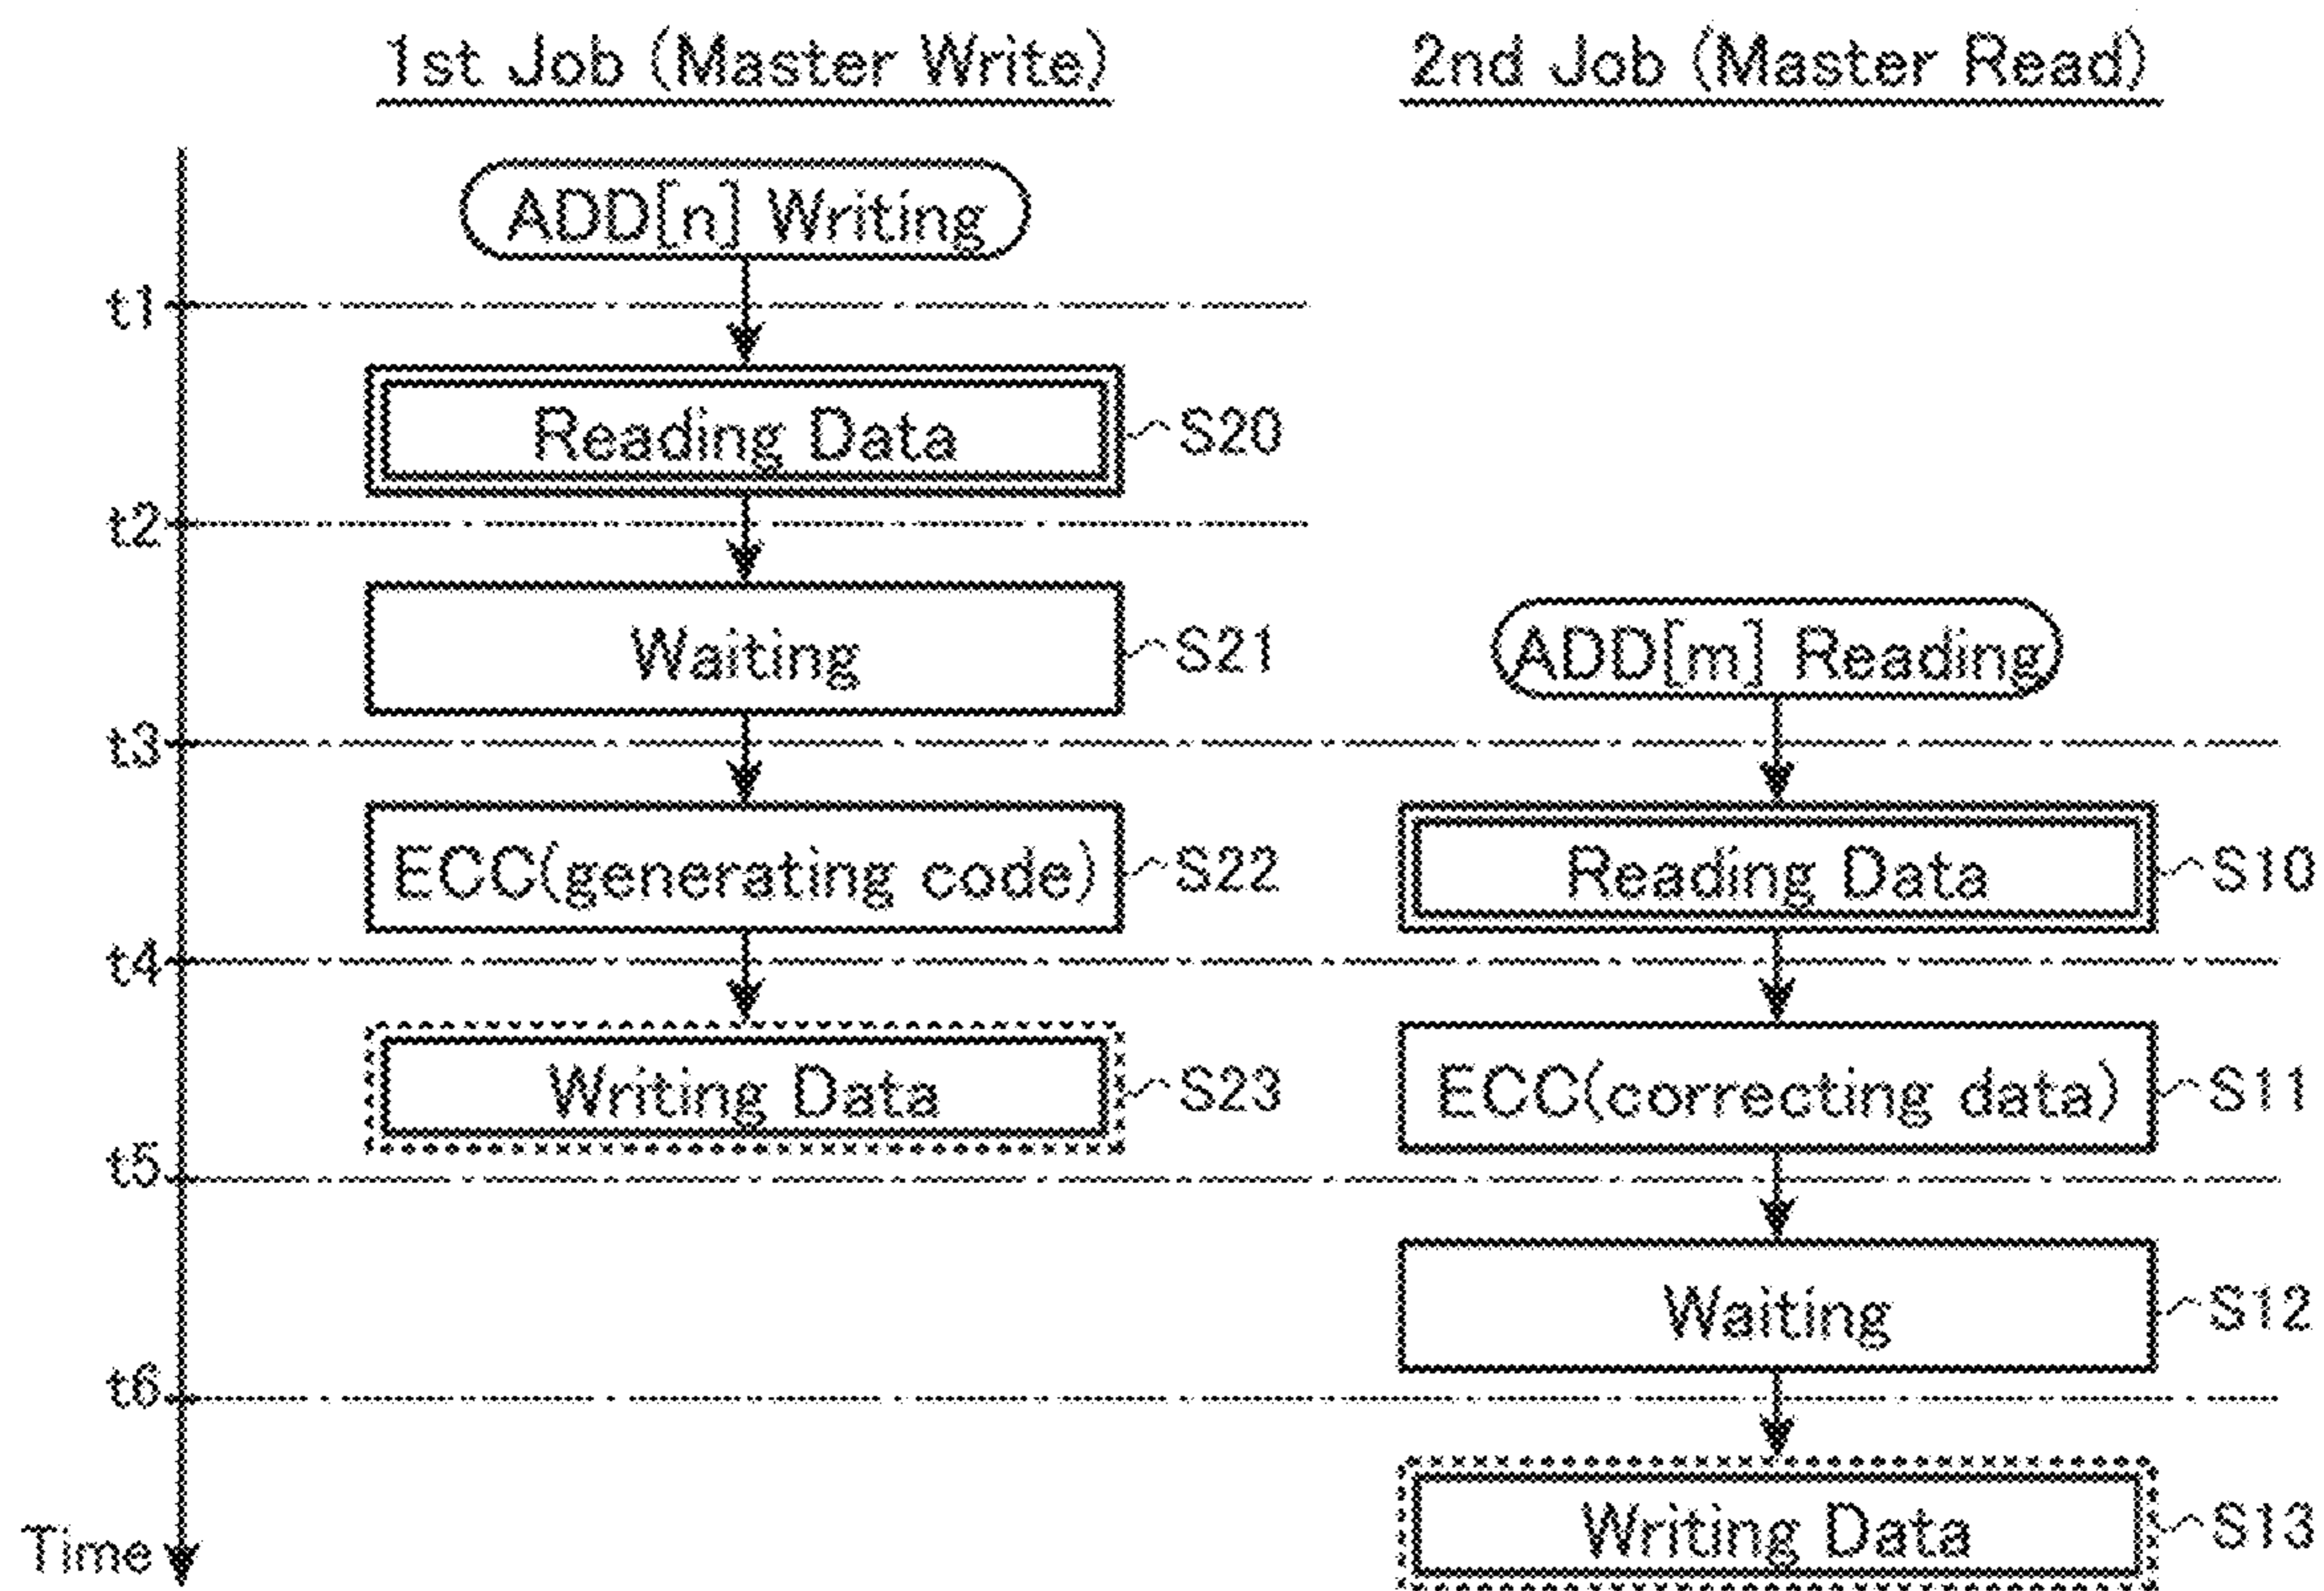 1st Job (Master Write)
2nd Job (Master Read)
ADD[n] Writing
t1
Reading Data
S20
t2
Waiting
S21
ADD[m] Reading
t3
ECC(generating code)
S22
Reading Data
S10
t4
Writing Data
S23
ECC(correcting data)
S11
t5
Waiting
S12
t6
Writing Data
S13
Time